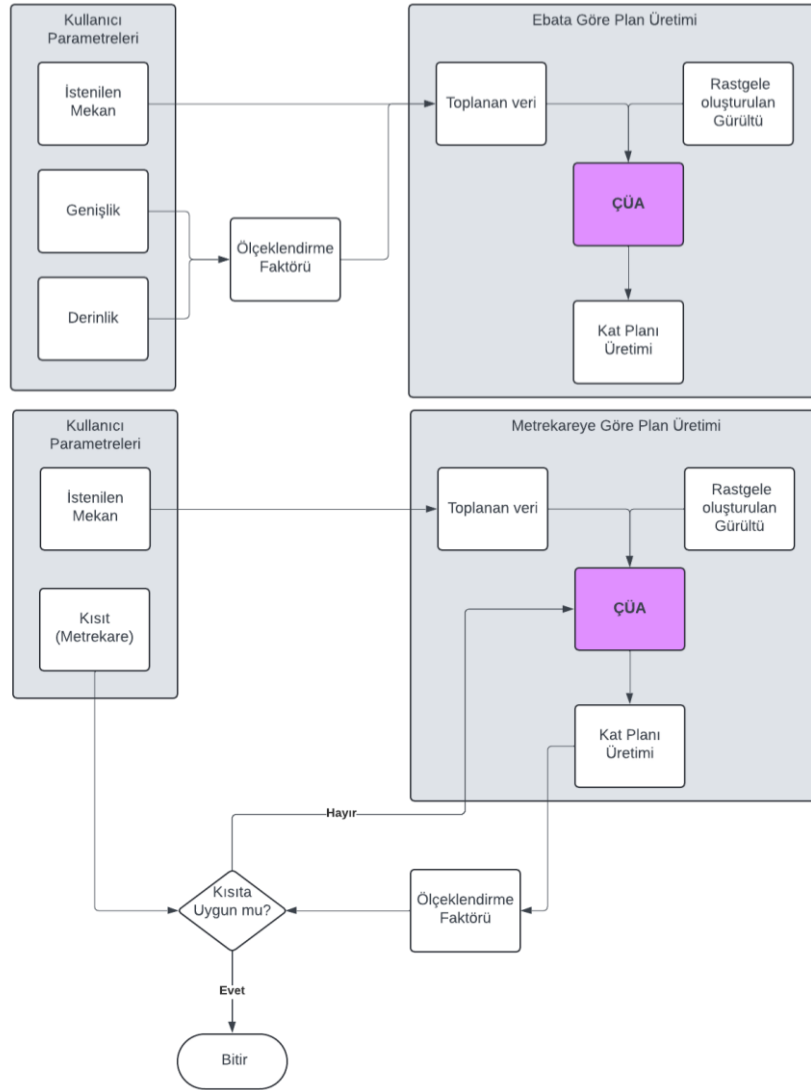 Kullanıcı
Parametreleri
İstenilen
Mekan
Genişlik
Derinlik
Ölçeklendirme
Faktörü
Ebata Göre Plan Üretimi
Toplanan veri
Rastgele
oluşturulan
Gürültü
ÇÜA
Kat Planı
Üretimi
Kullanıcı
Parametreleri
İstenilen
Mekan
Kısıt
(Metrekare)
Metrekareye Göre Plan Üretimi
Toplanan veri
Rastgele
oluşturulan
Gürültü
ÇÜA
Kat Planı
Üretimi
Hayır
Kısıta
Uygun mu?
Ölçeklendirme
Faktörü
Evet
Bitir